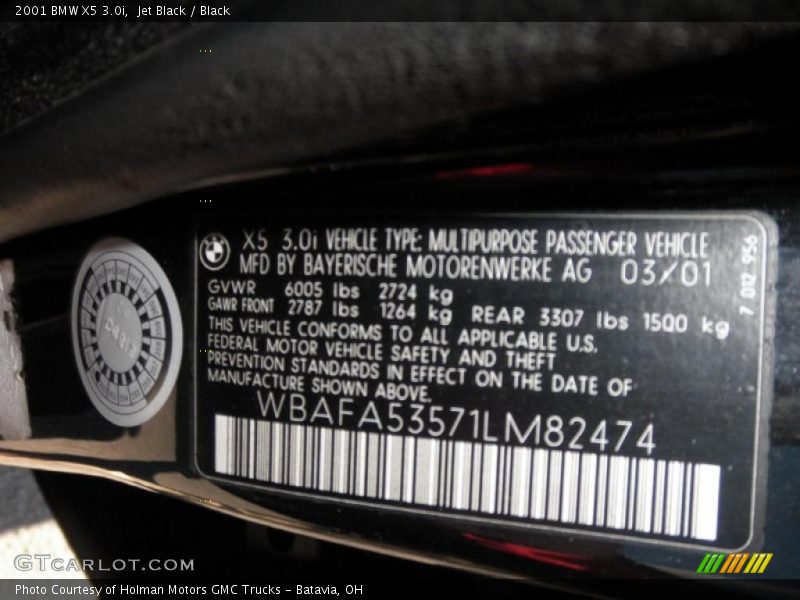 2001 BMW X5 3.0i,  Jet Black / Black
X5 3.0i VEHICLE TYPE: MULTIPURPOSE PASSENGER VEHICLE
MFD BY BAYERISCHE MOTORENWERKE AG 03/01
GVWR 6005 lbs 2724 kg
GAWR FRONT 2787 lbs 1264 kg REAR 3307 lbs 1500 kg
THIS VEHICLE CONFORMS TO ALL APPLICABLE U.S.
FEDERAL MOTOR VEHICLE SAFETY AND THEFT
PREVENTION STANDARDS IN EFFECT ON THE DATE OF
MANUFACTURE SHOWN ABOVE.
WBAFA53571LM82474
7 012 956
GTCARLOT.COM
Photo Courtesy of Holman Motors GMC Trucks - Batavia, OH